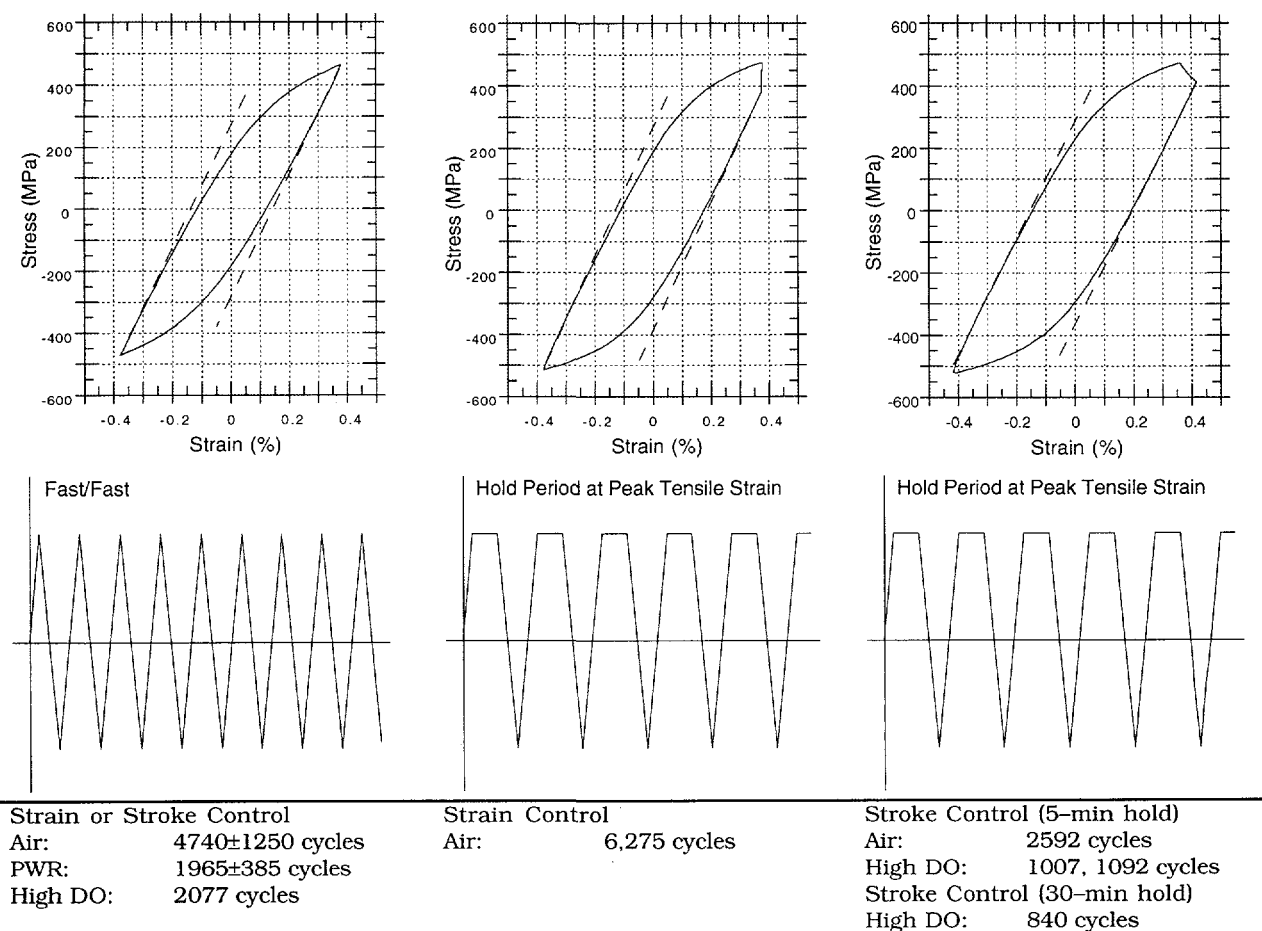 600
400
200
0
-200
-400
-600
Stress (MPa)
-0.4 -0.2 0 0.2 0.4
Strain (%)
600
400
200
0
-200
-400
-600
Stress (MPa)
-0.4 -0.2 0 0.2 0.4
Strain (%)
600
400
200
0
-200
-400
-600
Stress (MPa)
-0.4 -0.2 0 0.2 0.4
Strain (%)
Fast/Fast
Hold Period at Peak Tensile Strain
Hold Period at Peak Tensile Strain
Strain or Stroke Control
Air: 4740±1250 cycles
PWR: 1965±385 cycles
High DO: 2077 cycles
Strain Control
Air: 6,275 cycles
Stroke Control (5–min hold)
Air: 2592 cycles
High DO: 1007, 1092 cycles
Stroke Control (30–min hold)
High DO: 840 cycles